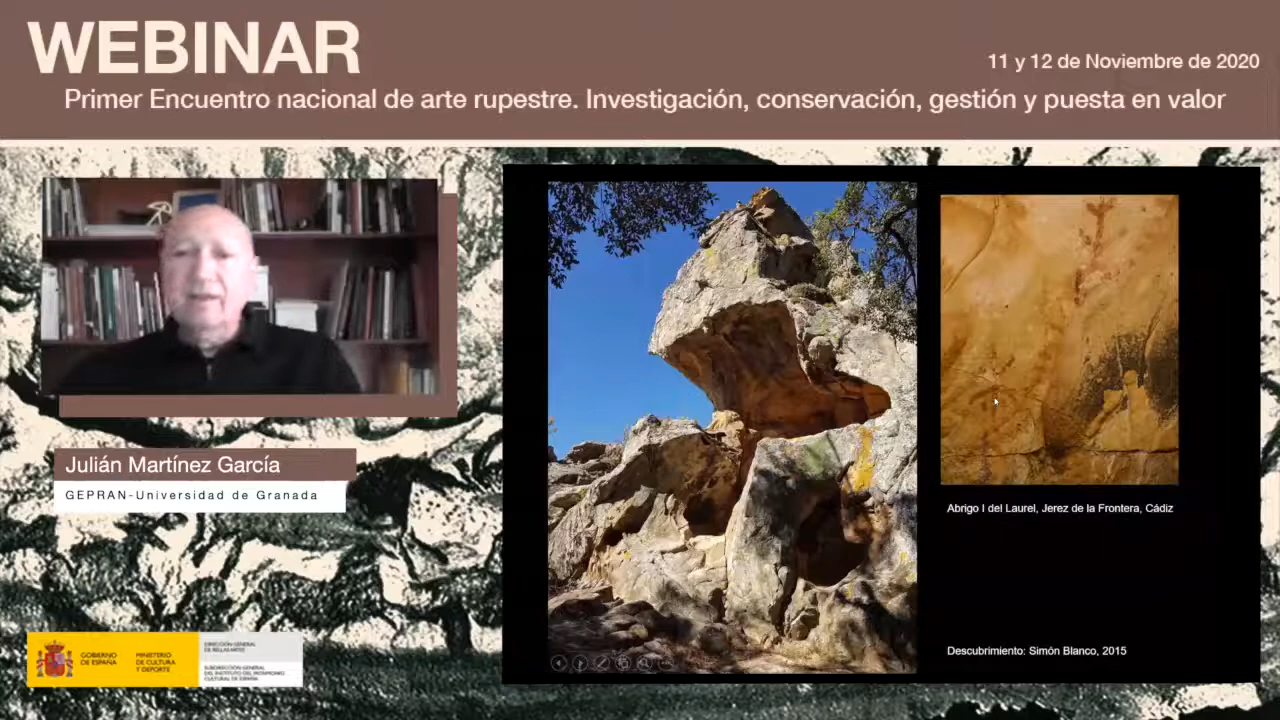 WEBINAR
11 y 12 de Noviembre de 2020
Primer Encuentro nacional de arte rupestre. Investigación, conservación, gestión y puesta en valor
Julián Martínez García
GEPRAN-Universidad de Granada
Abrigo I del Laurel, Jerez de la Frontera, Cádiz
Descubrimiento: Simón Blanco, 2015
GOBIERNO
DE ESPAÑA
MINISTERIO
DE CULTURA
Y DEPORTE
DIRECCIÓN GENERAL
DE BELLAS ARTES
SUBDIRECCIÓN GENERAL
DEL INSTITUTO DEL PATRIMONIO
CULTURAL DE ESPAÑA